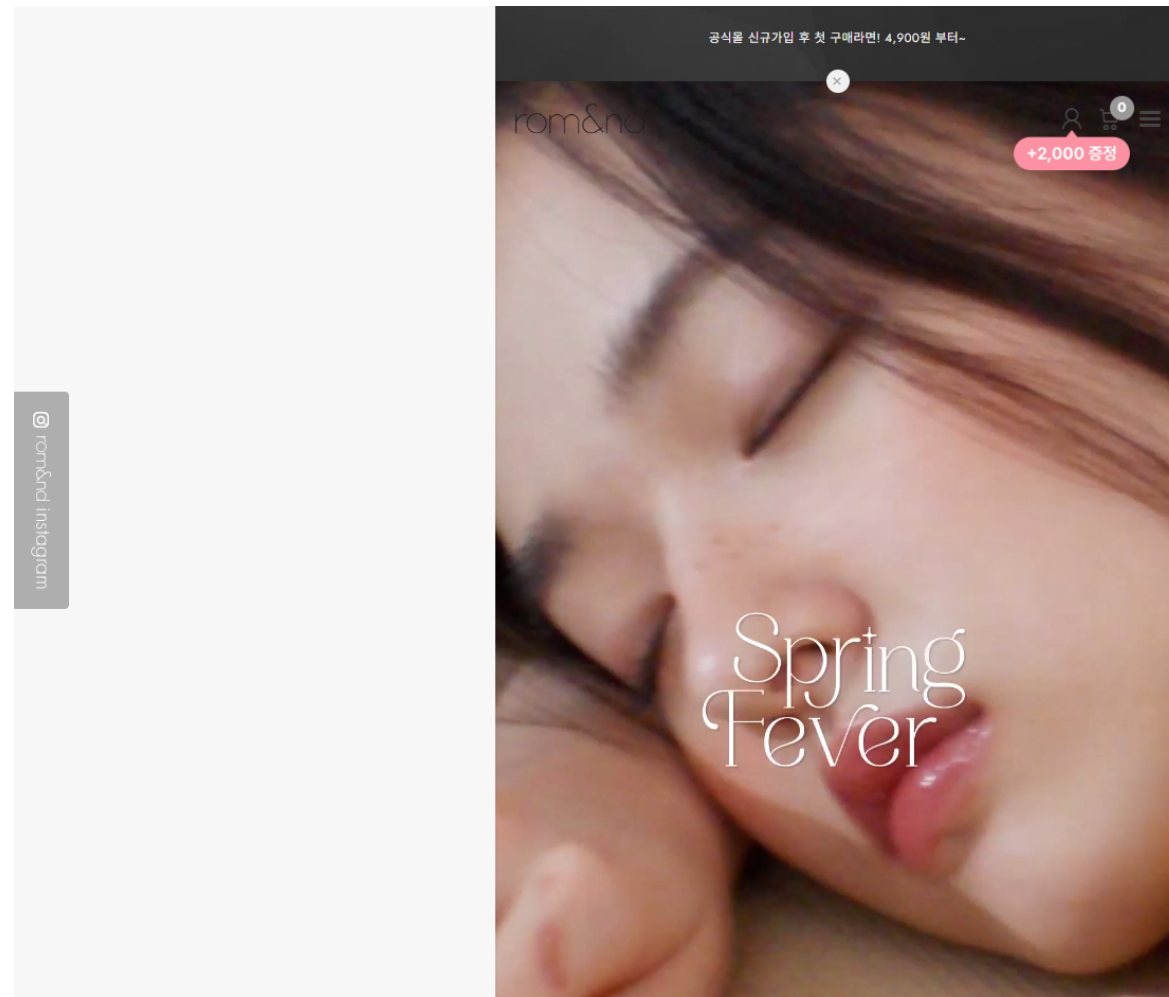 공식몰 신규가입 후 첫 구매라면! 4,900원 부터~
rom&nd
0
+2,000 증정
rom&nd instagram
Spring
Fever